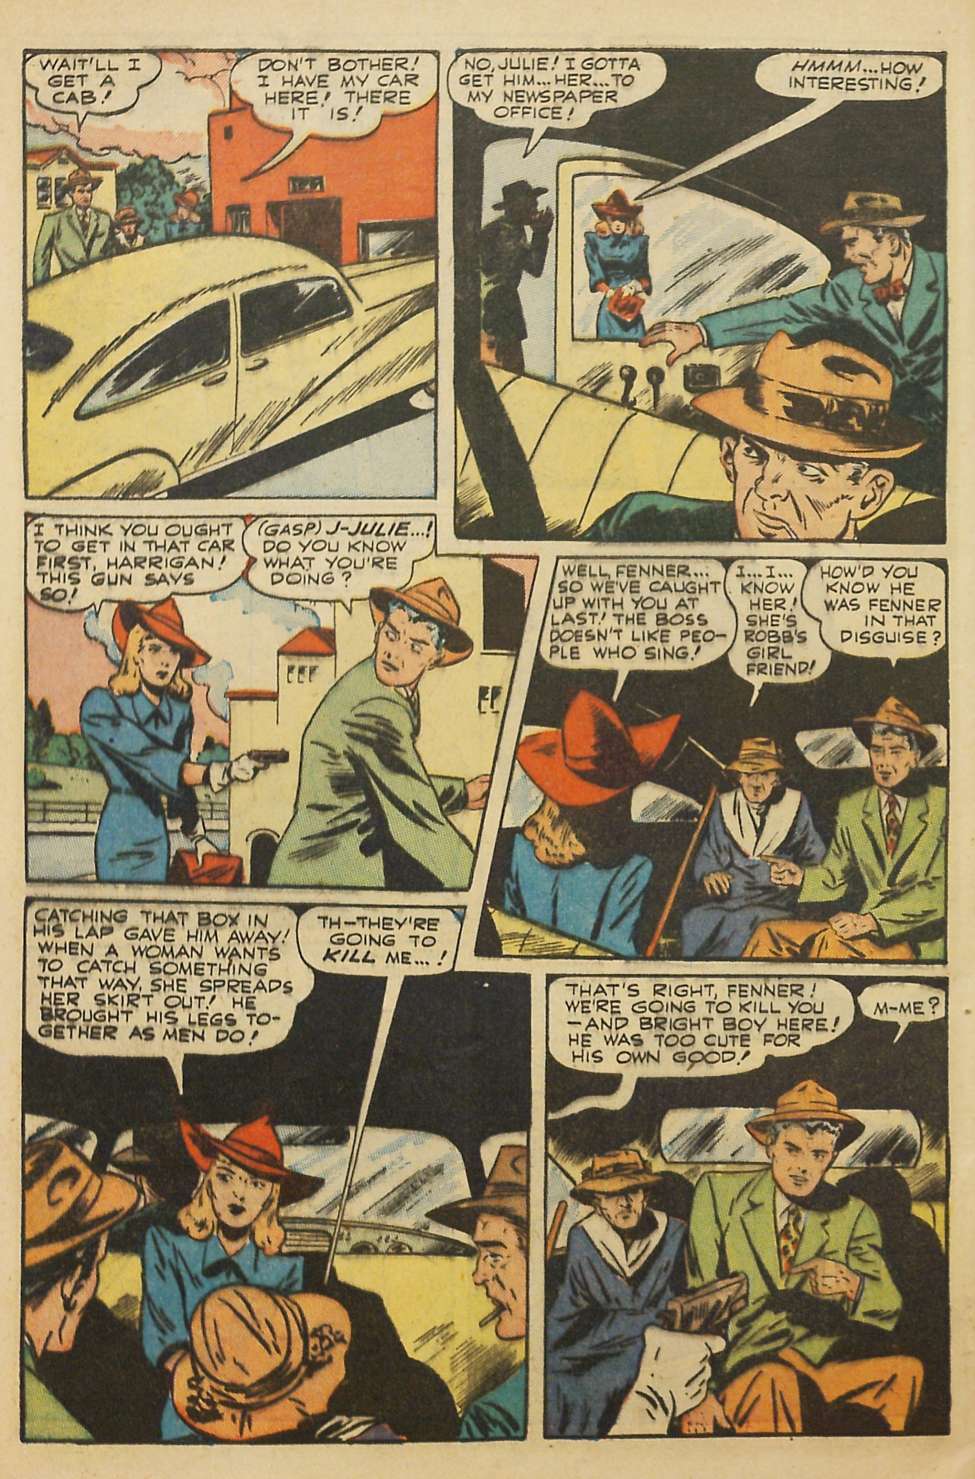 WAIT'LL I
GET A
CAB!
DON'T BOTHER!
I HAVE MY CAR
HERE! THERE
IT IS!
NO, JULIE! I GOTTA
GET HIM...HER...TO
MY NEWSPAPER
OFFICE!
HMMM...HOW
INTERESTING!
I THINK YOU OUGHT
TO GET IN THAT CAR
FIRST, HARRIGAN!
THIS GUN SAYS
SO!
(GASP) J-JULIE...!
DO YOU KNOW
WHAT YOU'RE
DOING?
WELL, FENNER...
SO WE'VE CAUGHT
UP WITH YOU AT
LAST! THE BOSS
DOESN'T LIKE PEO-
PLE WHO SING!
I...I...
KNOW
HER!
SHE'S
ROBB'S
GIRL
FRIEND!
HOW'D YOU
KNOW HE
WAS FENNER
IN THAT
DISGUISE?
CATCHING THAT BOX IN
HIS LAP GAVE HIM AWAY!
WHEN A WOMAN WANTS
TO CATCH SOMETHING
THAT WAY, SHE SPREADS
HER SKIRT OUT! HE
BROUGHT HIS LEGS TO-
GETHER AS MEN DO!
TH-THEY'RE
GOING TO
KILL ME...!
THAT'S RIGHT, FENNER!
WE'RE GOING TO KILL YOU
-AND BRIGHT BOY HERE!
HE WAS TOO CUTE FOR
HIS OWN GOOD!
M-ME?